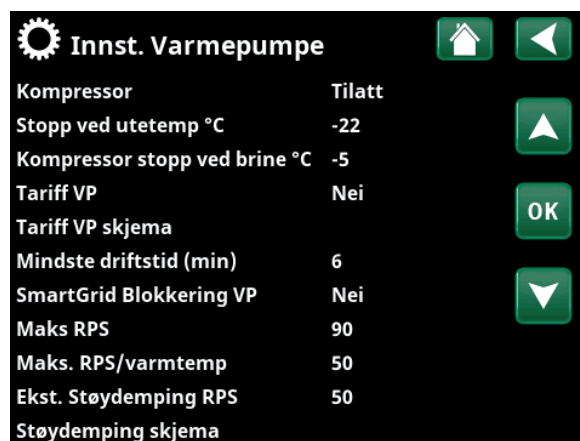 Innst. Varmepumpe
Kompressor Tilatt
Stopp ved utetemp °C -22
Kompressor stopp ved brine °C -5
Tariff VP Nei
Tariff VP skjema
Mindste driftstid (min) 6
SmartGrid Blokkering VP Nei
Maks RPS 90
Maks. RPS/varmtemp 50
Ekst. Støydemping RPS 50
Støydemping skjema
OK